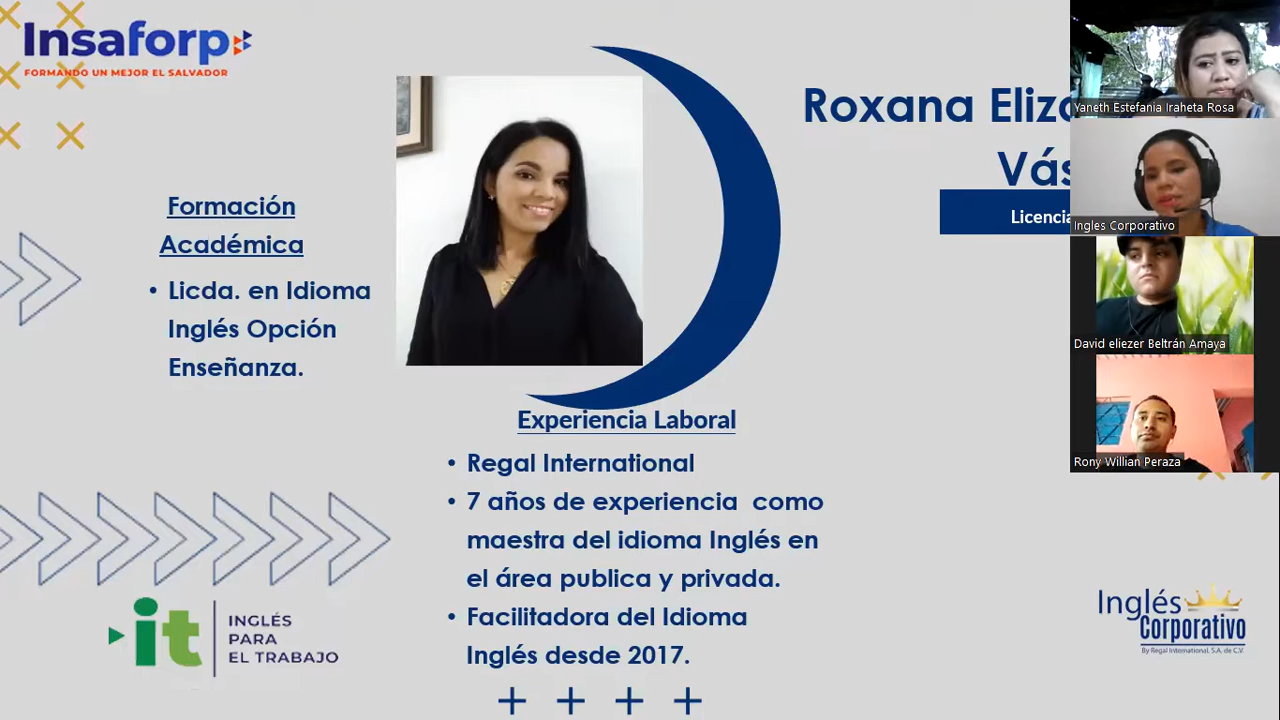 Insaforp
FORMANDO UN MEJOR EL SALVADOR
Roxana
Formación
Académica
• Licda. en Idioma
Inglés Opción
Enseñanza.
Experiencia Laboral
• Regal International
• 7 años de experiencia como
maestra del idioma Inglés en
el área publica y privada.
• Facilitadora del Idioma
Inglés desde 2017.
it
INGLÉS
PARA
EL TRABAJO
Inglés
Corporativo
By Regal International, S.A. de C.V.
Yaneth Estefania Iraheta Rosa
Ingles Corporativo
David eliezer Beltrán Amaya
Rony Willian Peraza